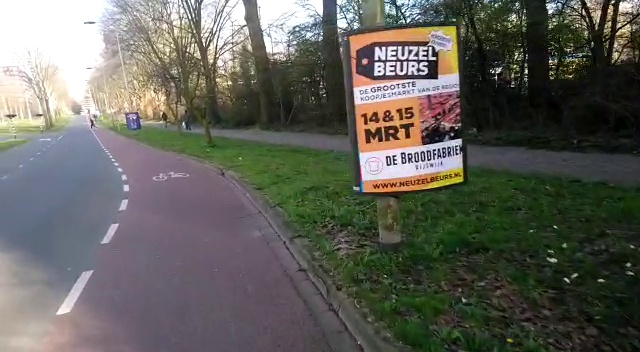 NEUZEL
BEURS
DE GROOTSTE
KOOPJESMARKT VAN DE REGIO
14 & 15
MRT
DE BROODFABRIEK
RIJSWIJK
WWW.NEUZELBEURS.NL